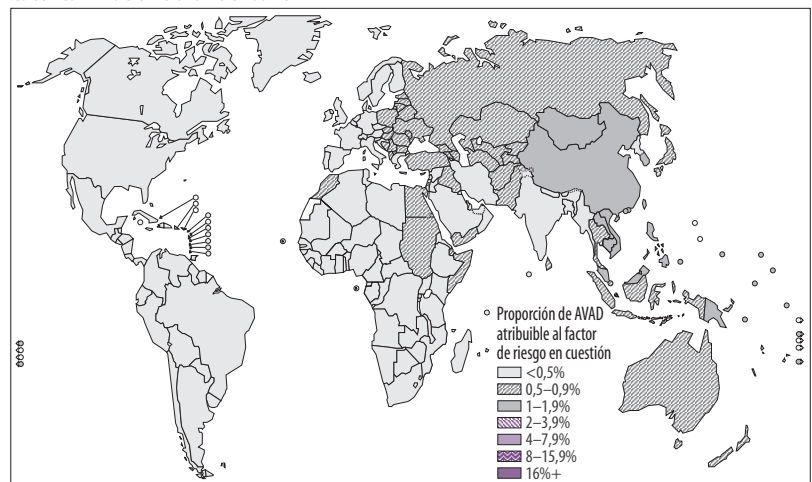 Proporción de AVAD
atribuible al factor
de riesgo en cuestión
<0,5%
0,5–0,9%
1–1,9%
2–3,9%
4–7,9%
8–15,9%
16%+